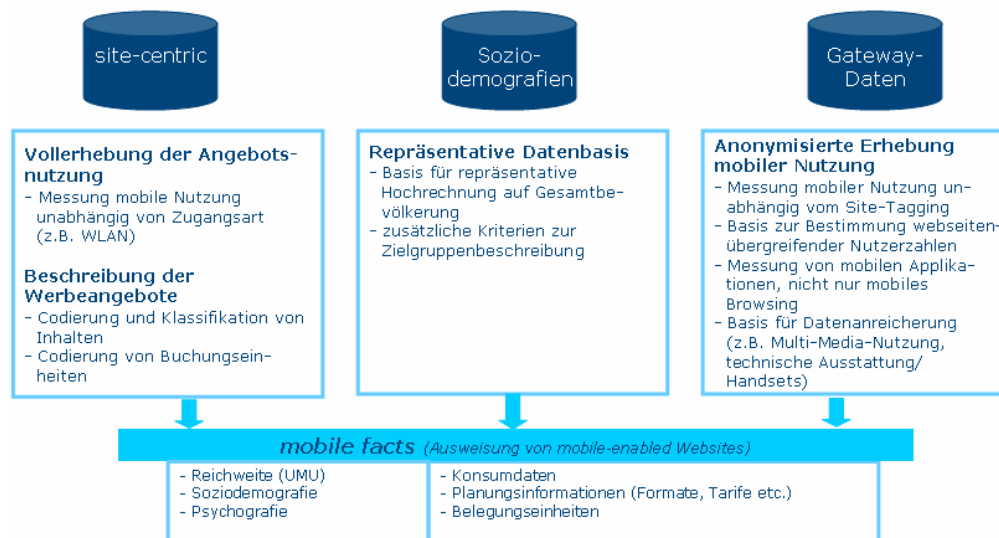 site-centric
Sozio-
demografien
Gateway-
Daten
Vollerhebung der Angebots-
nutzung
- Messung mobile Nutzung
unabhängig von Zugangsart
(z.B. WLAN)
Beschreibung der
Werbeangebote
- Codierung und Klassifikation von
Inhalten
- Codierung von Buchungsein-
heiten
Repräsentative Datenbasis
- Basis für repräsentative
Hochrechnung auf Gesamtbe-
völkerung
- zusätzliche Kriterien zur
Zielgruppenbeschreibung
Anonymisierte Erhebung
mobiler Nutzung
- Messung mobiler Nutzung un-
abhängig vom Site-Tagging
- Basis zur Bestimmung webseiten-
übergreifender Nutzerzahlen
- Messung von mobilen Applika-
tionen, nicht nur mobiles
Browsing
- Basis für Datenanreicherung
(z.B. Multi-Media-Nutzung,
technische Ausstattung/
Handsets)
mobile facts (Ausweisung von mobile-enabled Websites)
- Reichweite (UMU)
- Soziodemografie
- Psychografie
- Konsumdaten
- Planungsinformationen (Formate, Tarife etc.)
- Belegungseinheiten